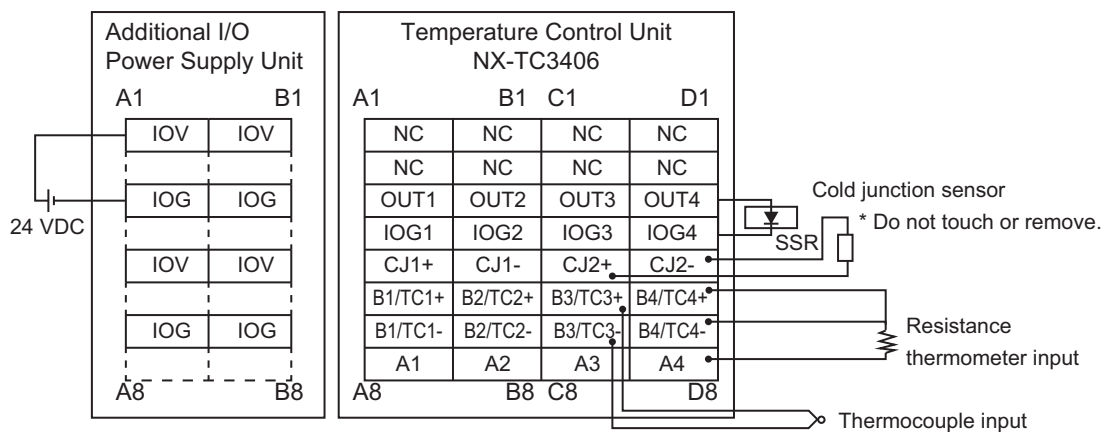 Additional I/O
Power Supply Unit
A1 B1
IOV IOV
IOG IOG
24 VDC
IOV IOV
IOG IOG
A8 B8
Temperature Control Unit
NX-TC3406
A1 B1 C1 D1
NC NC NC NC
NC NC NC NC
OUT1 OUT2 OUT3 OUT4
IOG1 IOG2 IOG3 IOG4
CJ1+ CJ1- CJ2+ CJ2-
B1/TC1+ B2/TC2+ B3/TC3+ B4/TC4+
B1/TC1- B2/TC2- B3/TC3- B4/TC4-
A1 A2 A3 A4
A8 B8 C8 D8
Cold junction sensor
* Do not touch or remove.
SSR
Resistance
thermometer input
Thermocouple input